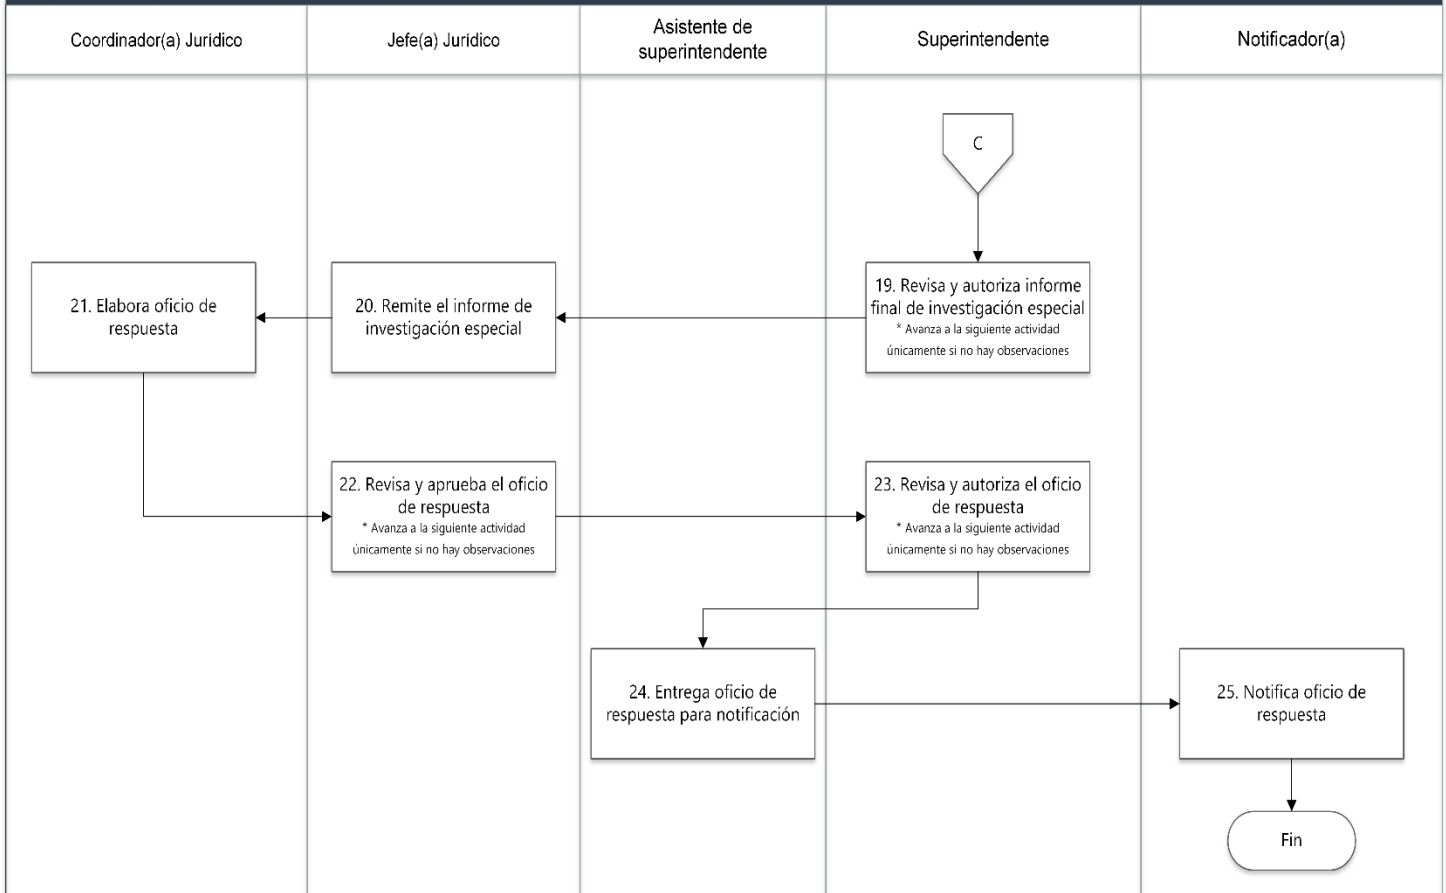 Coordinador(a) Jurídico
Jefe(a) Jurídico
Asistente de
superintendente
Superintendente
Notificador(a)
C
21. Elabora oficio de
respuesta
20. Remite el informe de
investigación especial
19. Revisa y autoriza informe
final de investigación especial
* Avanza a la siguiente actividad
únicamente si no hay observaciones
22. Revisa y aprueba el oficio
de respuesta
* Avanza a la siguiente actividad
únicamente si no hay observaciones
23. Revisa y autoriza el oficio
de respuesta
* Avanza a la siguiente actividad
únicamente si no hay observaciones
24. Entrega oficio de
respuesta para notificación
25. Notifica oficio de
respuesta
Fin